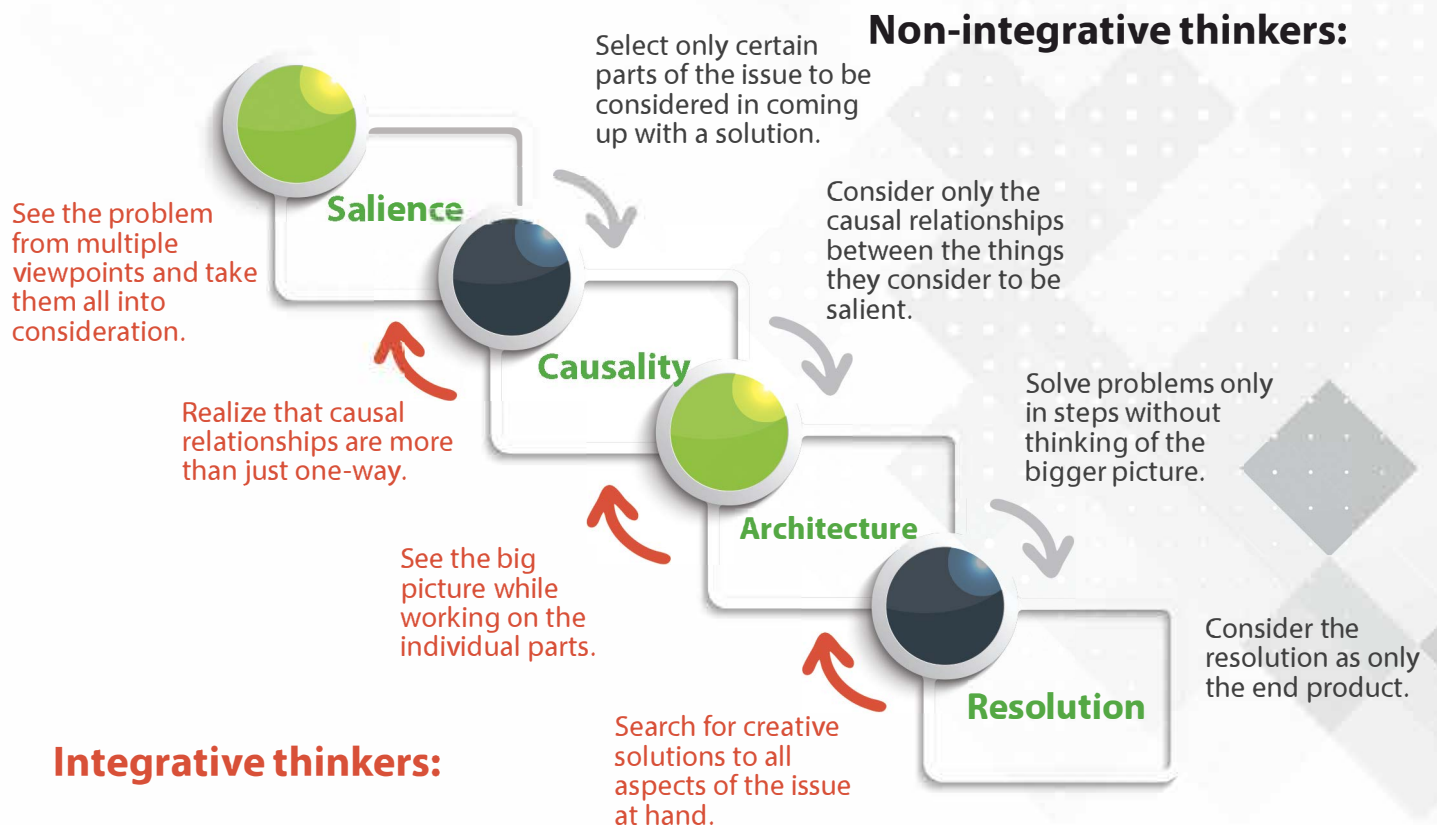 Non-integrative thinkers:
Select only certain
parts of the issue to be
considered in coming
up with a solution.
Salience
See the problem
from multiple
viewpoints and take
them all into
consideration.
Consider only the
causal relationships
between the things
they consider to be
salient.
Causality
Realize that causal
relationships are more
than just one-way.
Solve problems only
in steps without
thinking of the
bigger picture.
Architecture
See the big
picture while
working on the
individual parts.
Consider the
resolution as only
the end product.
Resolution
Search for creative
solutions to all
aspects of the issue
at hand.
Integrative thinkers: